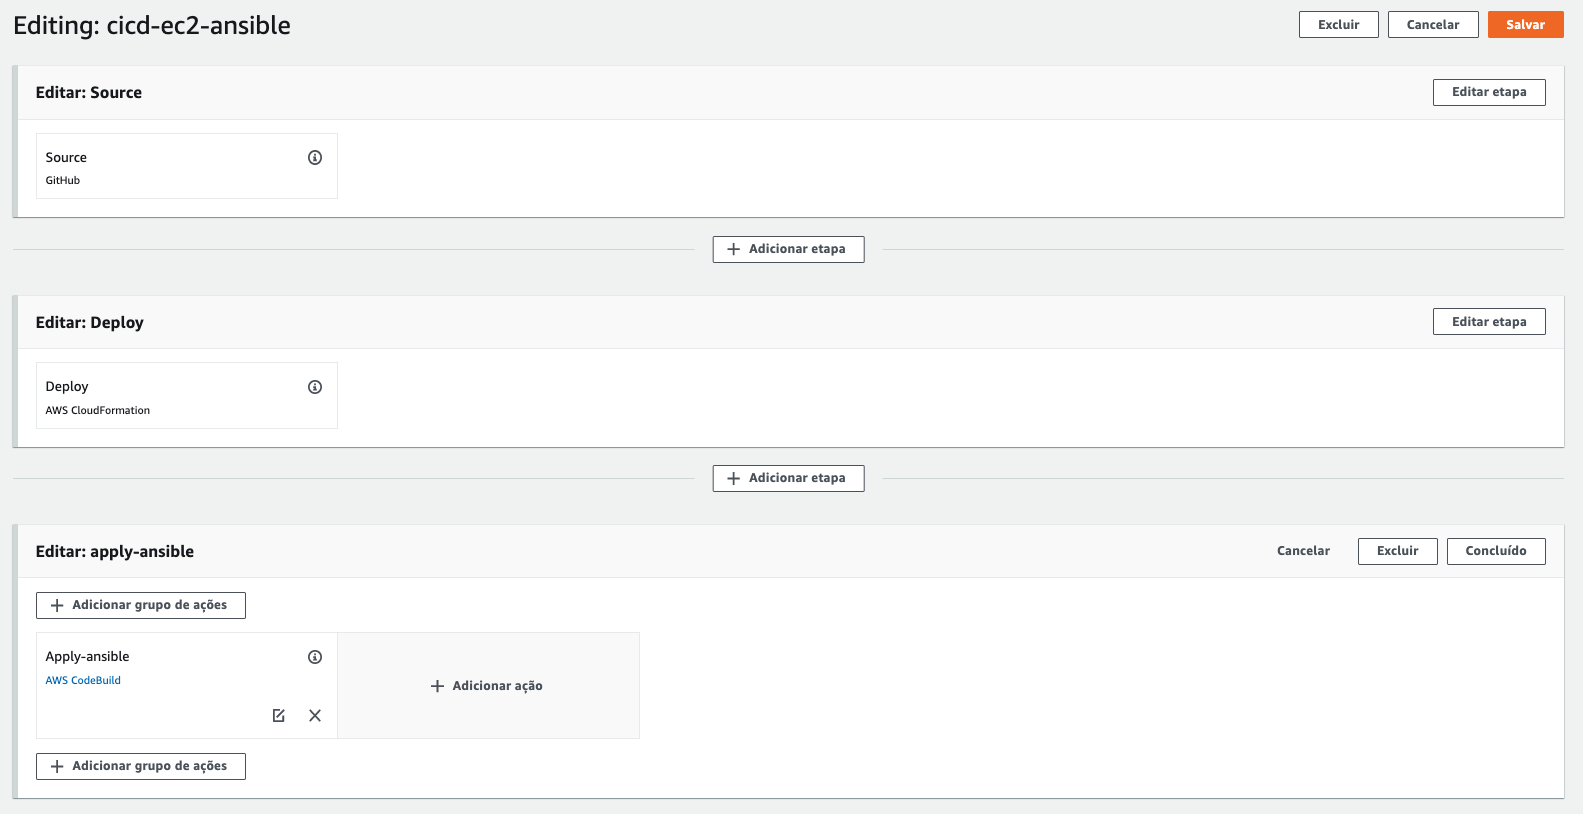 Editing: cicd-ec2-ansible
Excluir
Cancelar
Salvar
Editar: Source
Editar etapa
Source
GitHub
Adicionar etapa
Editar: Deploy
Editar etapa
Deploy
AWS CloudFormation
Adicionar etapa
Editar: apply-ansible
Cancelar
Excluir
Concluído
Adicionar grupo de ações
Apply-ansible
AWS CodeBuild
Adicionar ação
Adicionar grupo de ações